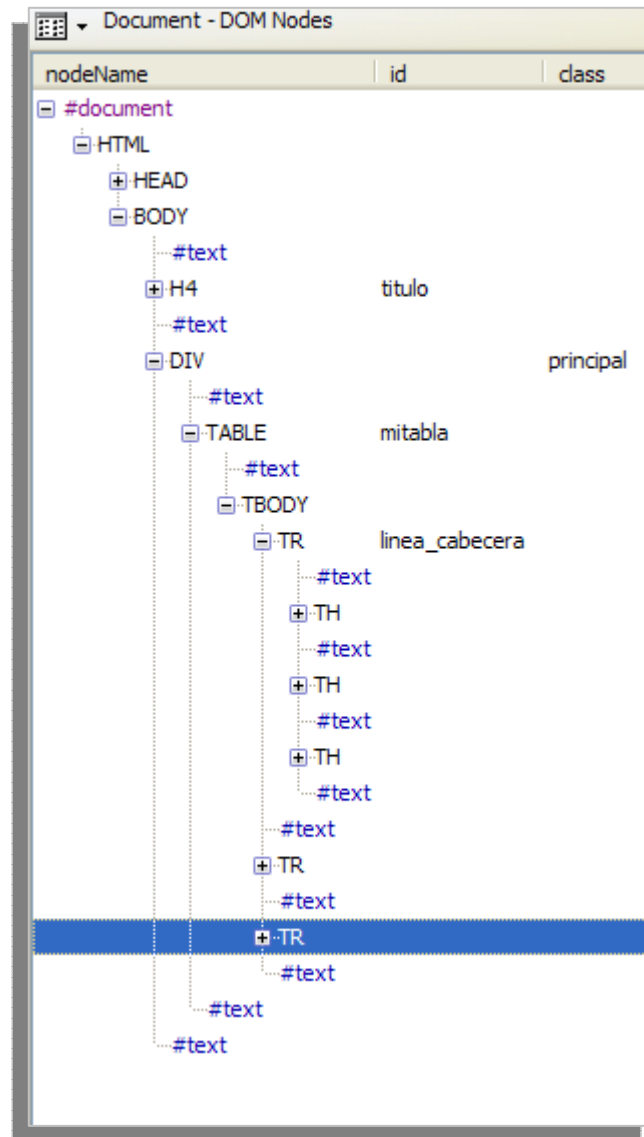 Document - DOM Nodes
nodeName id class
#document
HTML
HEAD
BODY
#text
H4 titulo
#text
DIV principal
#text
TABLE mitabla
#text
TBODY
TR linea_cabecera
#text
TH
#text
TH
#text
TH
#text
#text
TR
#text
TR
#text
#text
#text